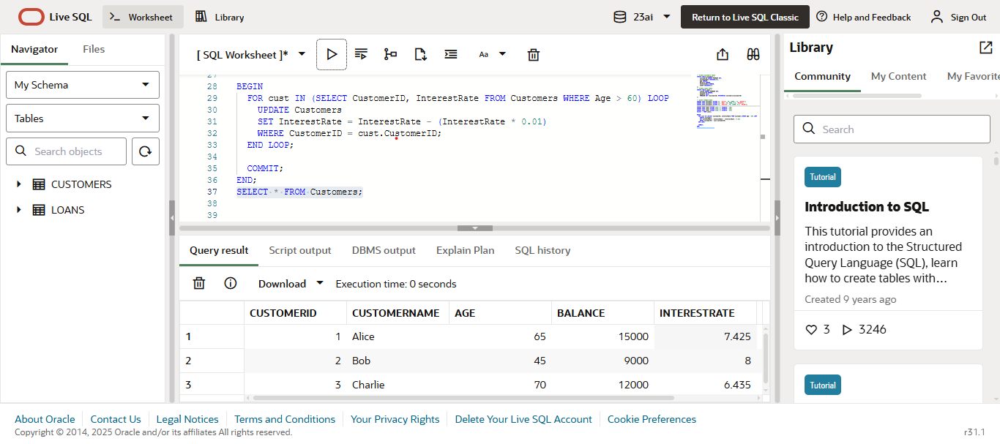 Live SQL
Worksheet
Library
23ai
Return to Live SQL Classic
Help and Feedback
Sign Out
Navigator
Files
My Schema
Tables
Search objects
CUSTOMERS
LOANS
[ SQL Worksheet ]*
Aa
27
28 BEGIN
29 FOR cust IN (SELECT CustomerID, InterestRate FROM Customers WHERE Age > 60) LOOP
30 UPDATE Customers
31 SET InterestRate = InterestRate - (InterestRate * 0.01)
32 WHERE CustomerID = cust.CustomerID;
33 END LOOP;
34
35 COMMIT;
36 END;
37 SELECT * FROM Customers;
38
39
Query result
Script output
DBMS output
Explain Plan
SQL history
Download
Execution time: 0 seconds
CUSTOMERID CUSTOMERNAME AGE BALANCE INTERESTRATE
1 1 Alice 65 15000 7.425
2 2 Bob 45 9000 8
3 3 Charlie 70 12000 6.435
Library
Community
My Content
My Favorite
Search
Tutorial
Introduction to SQL
This tutorial provides an
introduction to the Structured
Query Language (SQL), learn
how to create tables with...
Created 9 years ago
3 3246
Tutorial
About Oracle
Contact Us
Legal Notices
Terms and Conditions
Your Privacy Rights
Delete Your Live SQL Account
Cookie Preferences
Copyright © 2014, 2025 Oracle and/or its affiliates All rights reserved.
r31.1